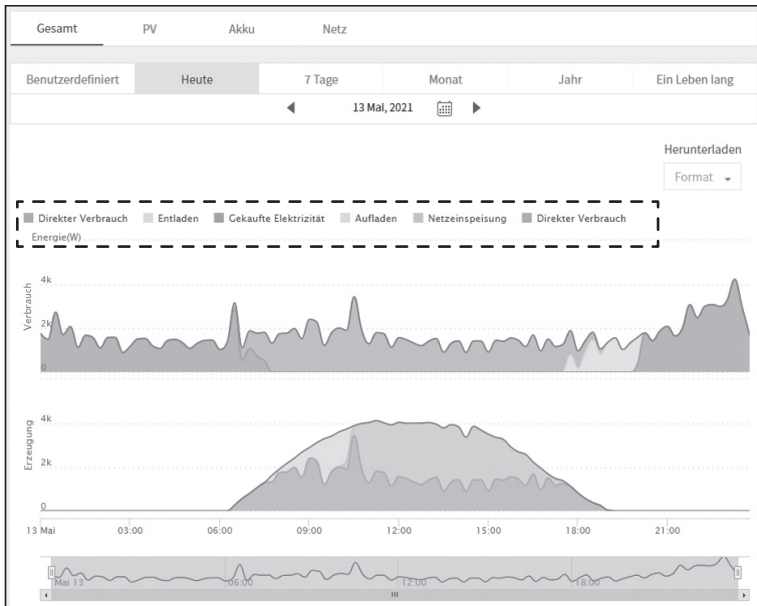 Gesamt PV Akku Netz
Benutzerdefiniert Heute 7 Tage Monat Jahr Ein Leben lang
13 Mai, 2021
Herunterladen
Format
Direkter Verbrauch Entladen Gekaufte Elektrizität Aufladen Netzeinspeisung Direkter Verbrauch
Energie(W)
Verbrauch
4k
2k
0
Erzeugung
4k
2k
0
13 Mai 03:00 06:00 09:00 12:00 15:00 18:00 21:00
Mai 13 06:00 12:00 18:00